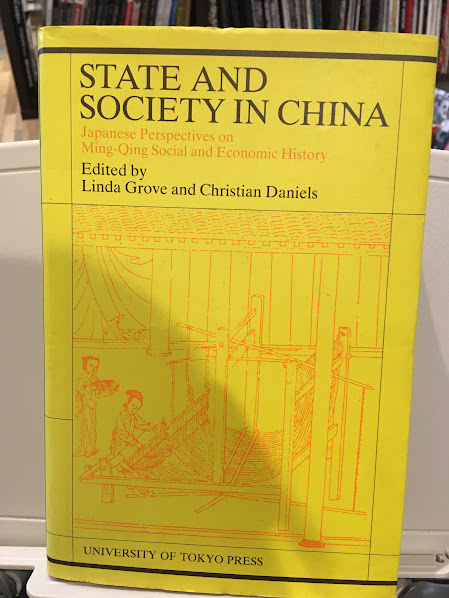 STATE AND
SOCIETY IN CHINA
Japanese Perspectives on
Ming-Qing Social and Economic History
Edited by
Linda Grove and Christian Daniels
UNIVERSITY OF TOKYO PRESS